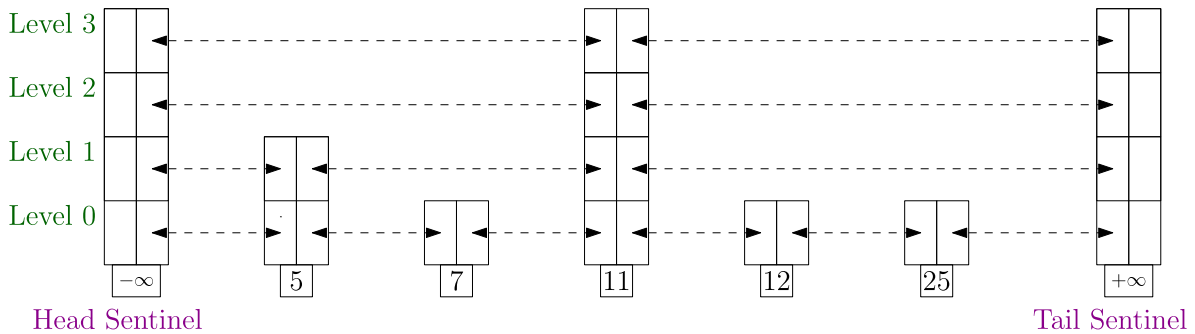 Level 3
Level 2
Level 1
Level 0
−∞ 5 7 11 12 25 +∞
Head Sentinel Tail Sentinel